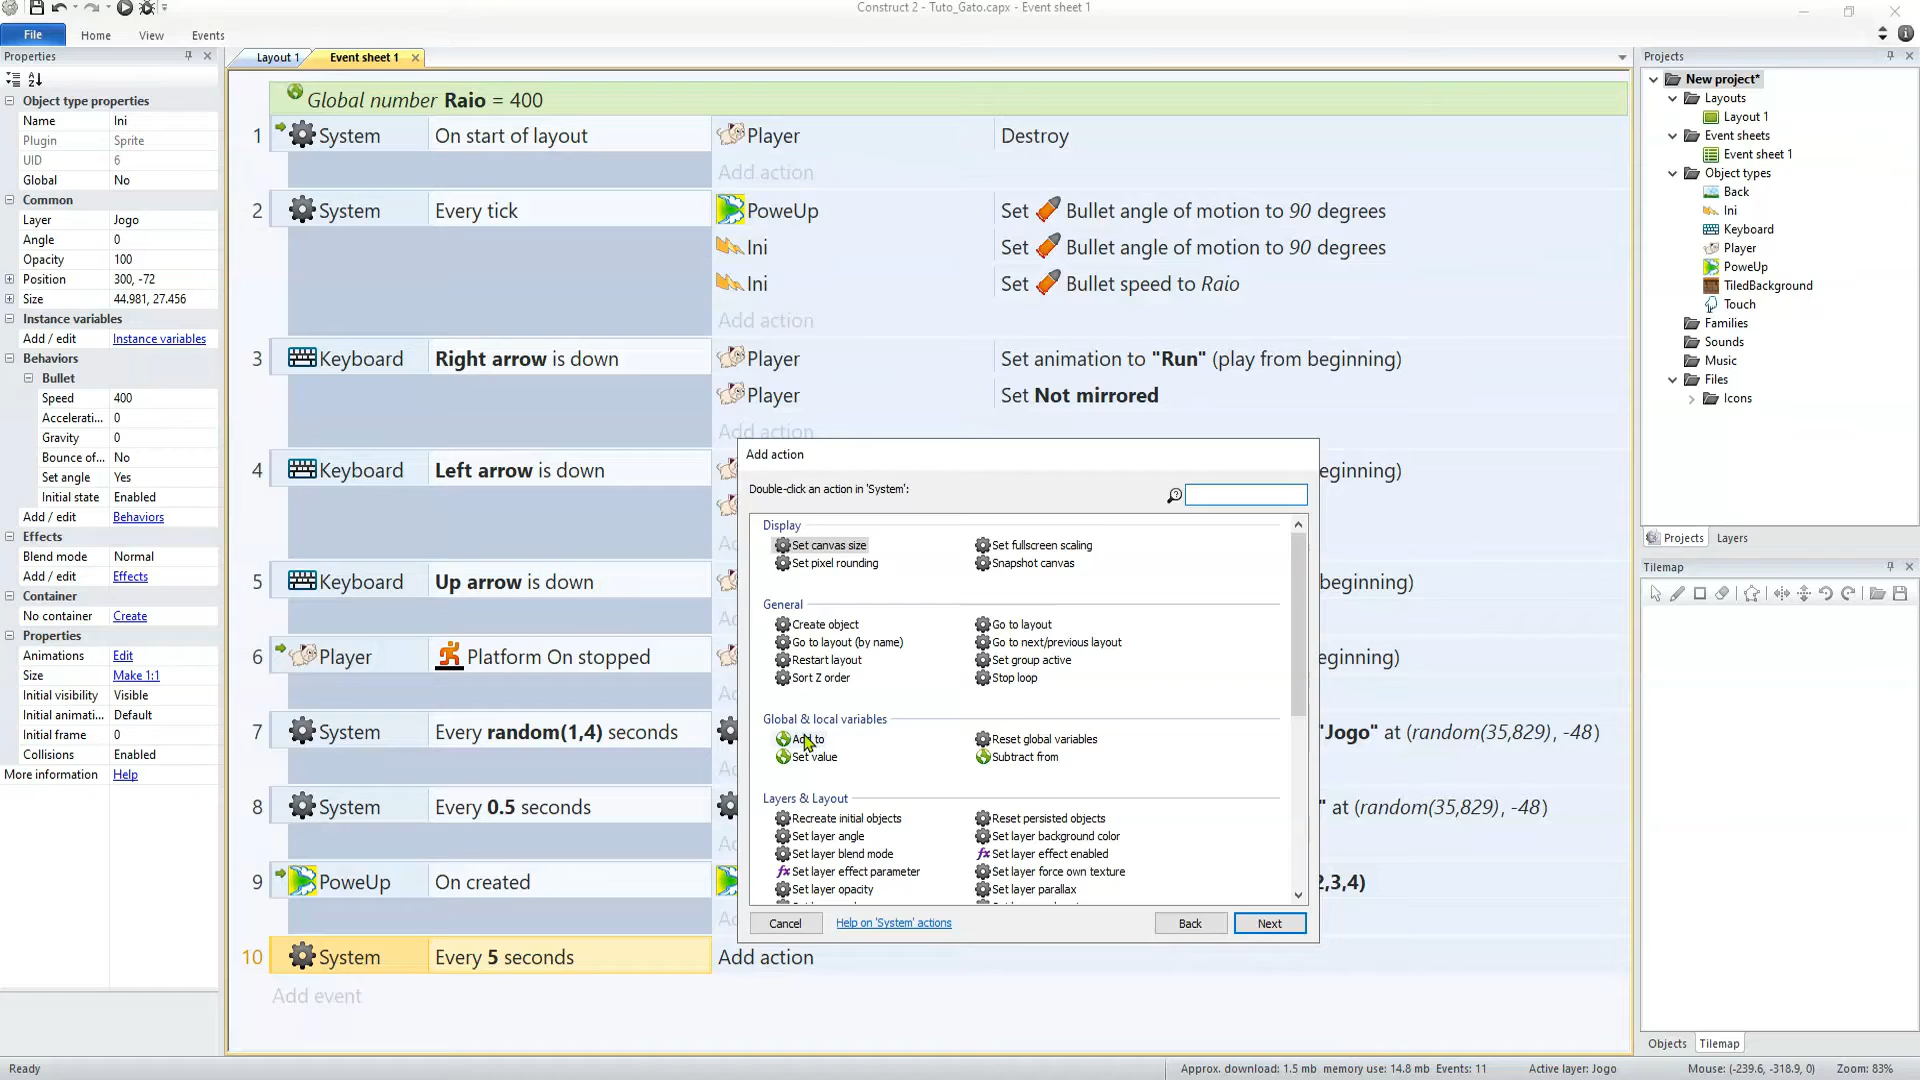 Construct 2 - Tuto_Gato.capx - Event sheet 1
File
Home
View
Events
Properties
Layout 1
Event sheet 1
Projects
Object type properties
Name
Ini
Plugin
Sprite
UID
6
Global
No
Common
Layer
Jogo
Angle
0
Opacity
100
Position
300, -72
Size
44.981, 27.456
Instance variables
Add / edit
Instance variables
Behaviors
Bullet
Speed
400
Accelerati...
0
Gravity
0
Bounce of...
No
Set angle
Yes
Initial state
Enabled
Add / edit
Behaviors
Effects
Blend mode
Normal
Add / edit
Effects
Container
No container
Create
Properties
Animations
Edit
Size
Make 1:1
Initial visibility
Visible
Initial animati...
Default
Initial frame
0
Collisions
Enabled
More information
Help
Global number Raio = 400
1
System
On start of layout
Player
Destroy
Add action
2
System
Every tick
PoweUp
Set Bullet angle of motion to 90 degrees
Ini
Set Bullet angle of motion to 90 degrees
Ini
Set Bullet speed to Raio
Add action
3
Keyboard
Right arrow is down
Player
Set animation to "Run" (play from beginning)
Player
Set Not mirrored
Add action
4
Keyboard
Left arrow is down
eginning)
5
Keyboard
Up arrow is down
beginning)
6
Player
Platform On stopped
eginning)
7
System
Every random(1,4) seconds
"Jogo" at (random(35,829), -48)
8
System
Every 0.5 seconds
" at (random(35,829), -48)
9
PoweUp
On created
2,3,4)
10
System
Every 5 seconds
Add action
Add event
Add action
Double-click an action in 'System':
Display
Set canvas size
Set fullscreen scaling
Set pixel rounding
Snapshot canvas
General
Create object
Go to layout
Go to layout (by name)
Go to next/previous layout
Restart layout
Set group active
Sort Z order
Stop loop
Global & local variables
Add to
Reset global variables
Set value
Subtract from
Layers & Layout
Recreate initial objects
Reset persisted objects
Set layer angle
Set layer background color
Set layer blend mode
Set layer effect enabled
Set layer effect parameter
Set layer force own texture
Set layer opacity
Set layer parallax
Cancel
Help on 'System' actions
Back
Next
New project*
Layouts
Layout 1
Event sheets
Event sheet 1
Object types
Back
Ini
Keyboard
Player
PoweUp
TiledBackground
Touch
Families
Sounds
Music
Files
Icons
Projects
Layers
Tilemap
Objects
Tilemap
Ready
Approx. download: 1.5 mb
memory use: 14.8 mb
Events: 11
Active layer: Jogo
Mouse: (-239.6, -318.9, 0)
Zoom: 83%